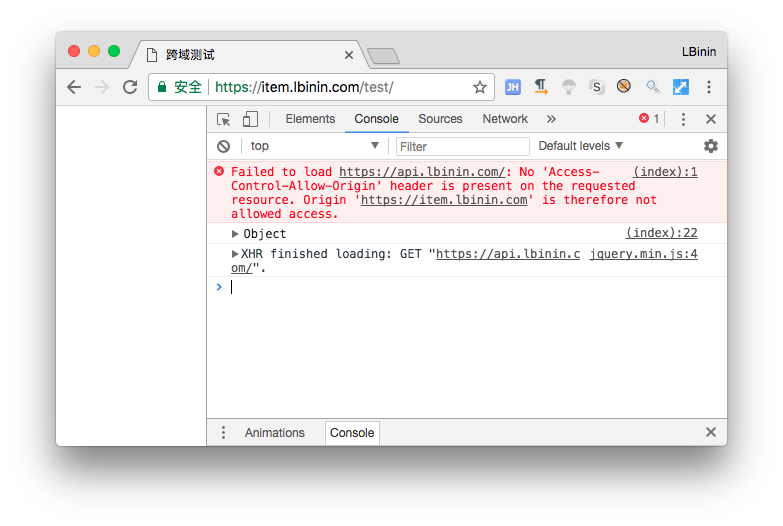 跨域测试
LBinin
安全 https://item.lbinin.com/test/
JH
S
Elements Console Sources Network » 1
top Filter Default levels
Failed to load https://api.lbinin.com/: No 'Access- (index):1
Control-Allow-Origin' header is present on the requested
resource. Origin 'https://item.lbinin.com' is therefore not
allowed access.
Object (index):22
XHR finished loading: GET "https://api.lbinin.c jquery.min.js:4
om/".
Animations Console